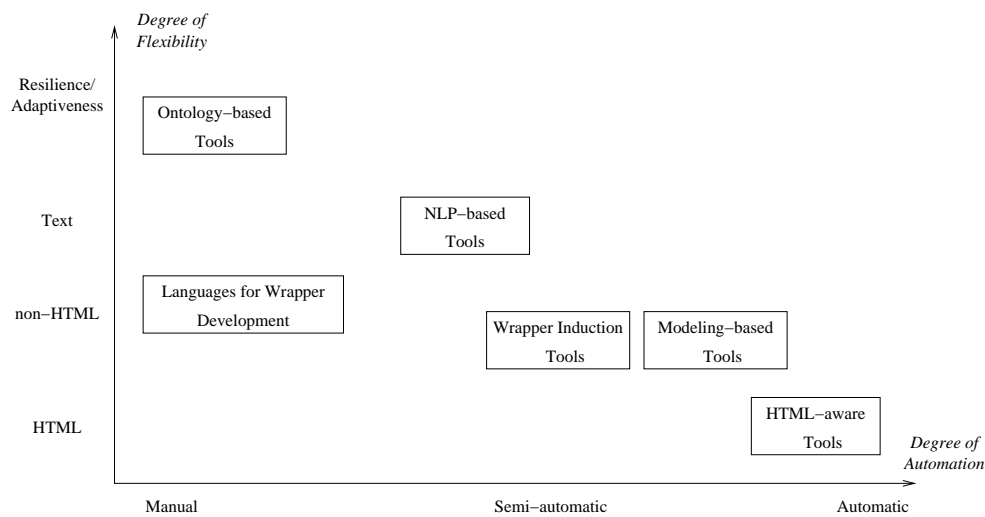 Degree of
Flexibility
Resilience/
Adaptiveness
Ontology−based
Tools
Text
NLP−based
Tools
non−HTML
Languages for Wrapper
Development
Wrapper Induction
Tools
Modeling−based
Tools
HTML
HTML−aware
Tools
Degree of
Automation
Manual
Semi−automatic
Automatic